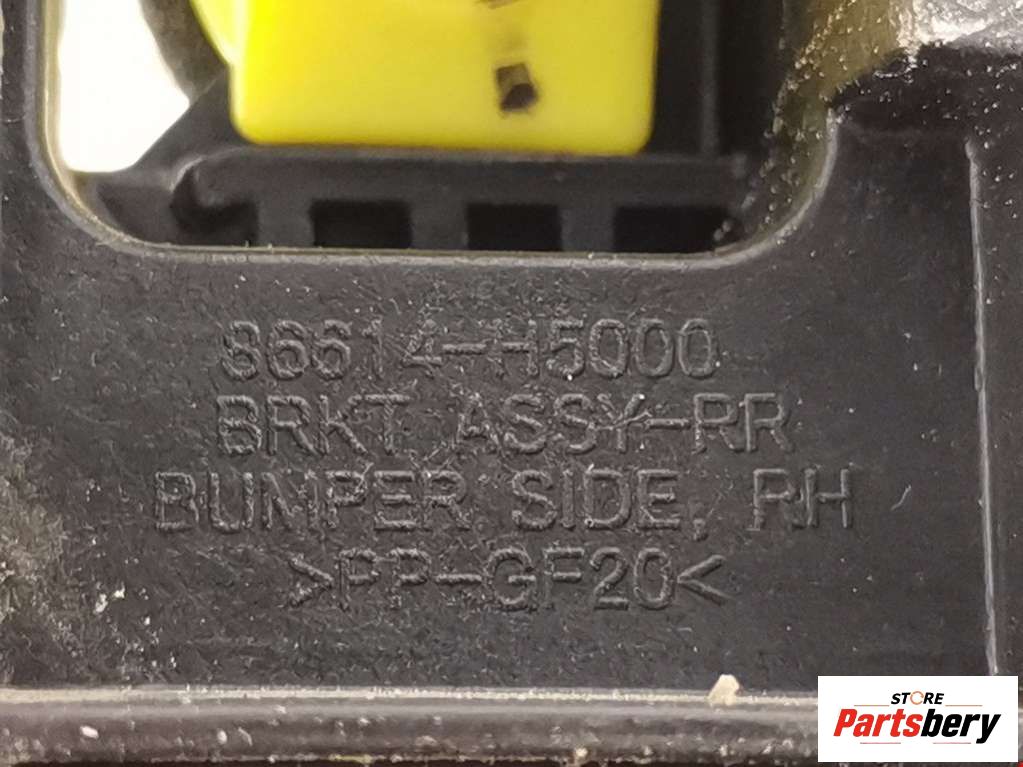 86614-H5000
BRKT ASSY-RR
BUMPER SIDE, RH
>PP-GF20<
STORE
Partsbery